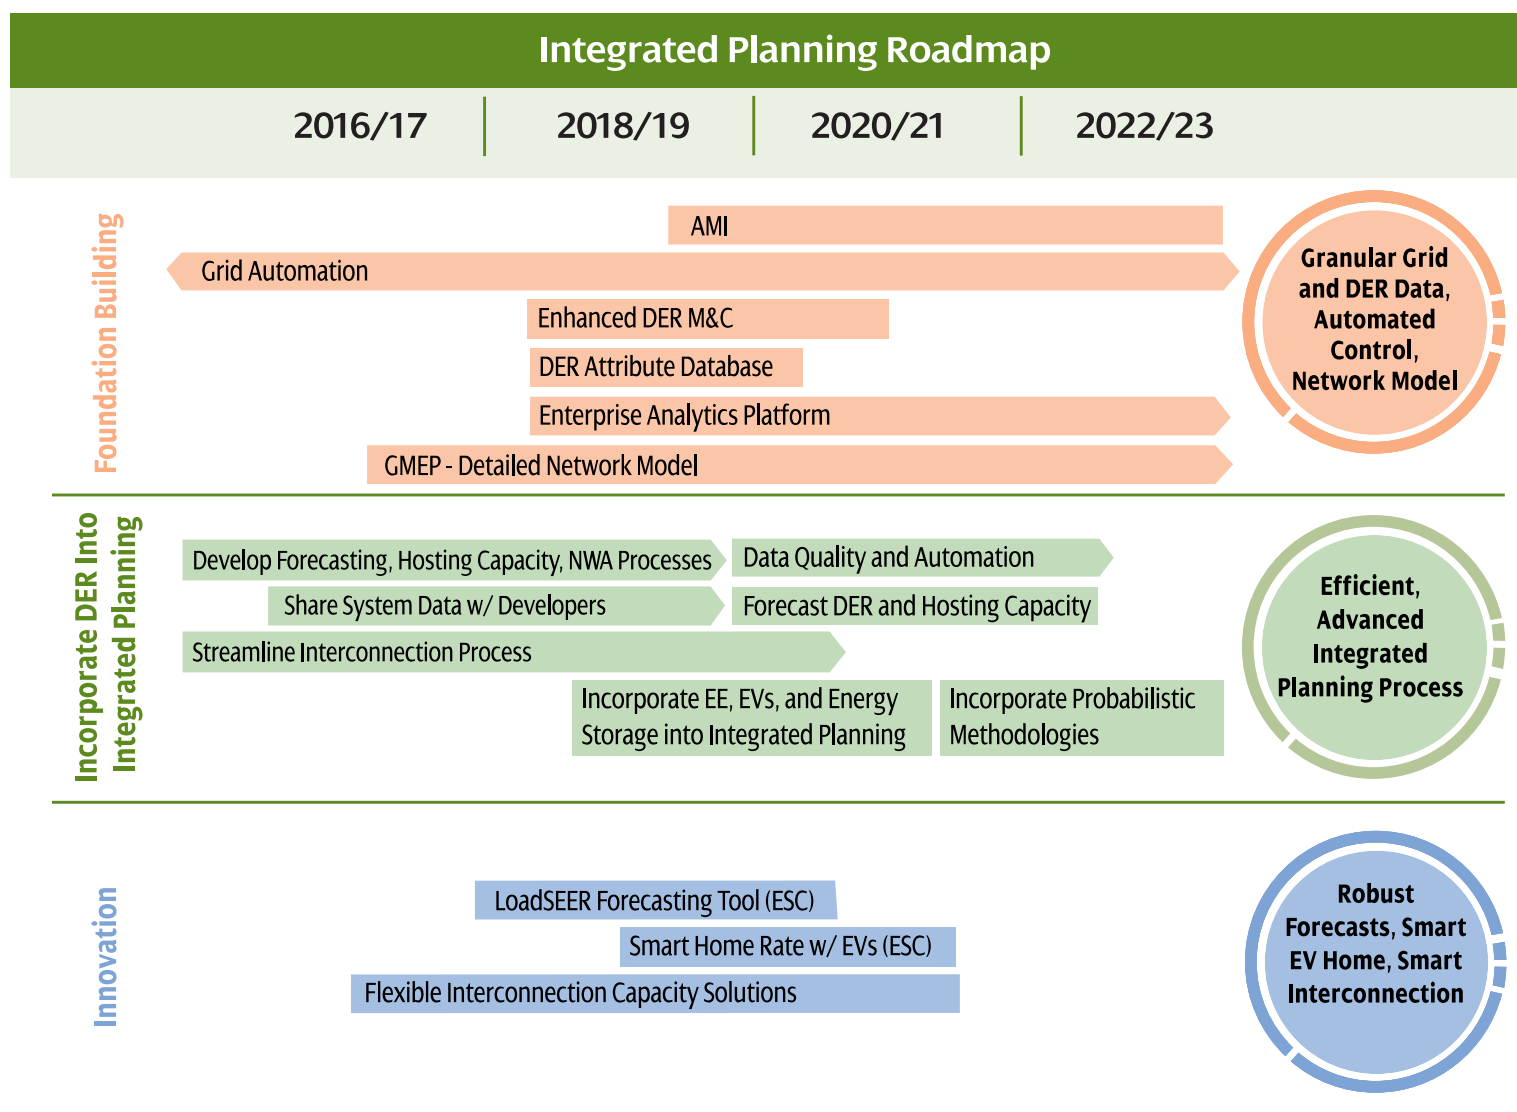 Integrated Planning Roadmap
2016/17
2018/19
2020/21
2022/23
Foundation Building
AMI
Grid Automation
Enhanced DER M&C
DER Attribute Database
Enterprise Analytics Platform
GMEP - Detailed Network Model
Granular Grid
and DER Data,
Automated
Control,
Network Model
Incorporate DER Into
Integrated Planning
Develop Forecasting, Hosting Capacity, NWA Processes
Data Quality and Automation
Share System Data w/ Developers
Forecast DER and Hosting Capacity
Streamline Interconnection Process
Incorporate EE, EVs, and Energy
Storage into Integrated Planning
Incorporate Probabilistic
Methodologies
Efficient,
Advanced
Integrated
Planning Process
Innovation
LoadSEER Forecasting Tool (ESC)
Smart Home Rate w/ EVs (ESC)
Flexible Interconnection Capacity Solutions
Robust
Forecasts, Smart
EV Home, Smart
Interconnection